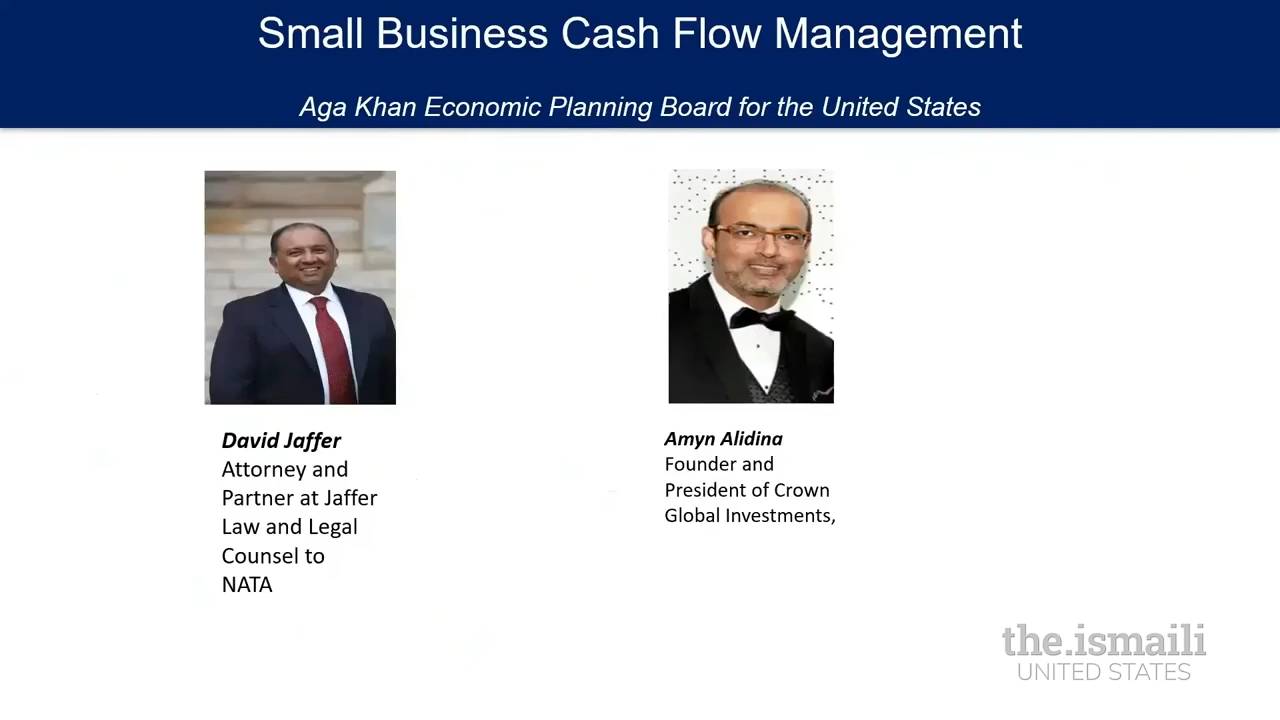 Small Business Cash Flow Management
Aga Khan Economic Planning Board for the United States
David Jaffer
Attorney and
Partner at Jaffer
Law and Legal
Counsel to
NATA
Amyn Alidina
Founder and
President of Crown
Global Investments,
the.ismaili
UNITED STATES